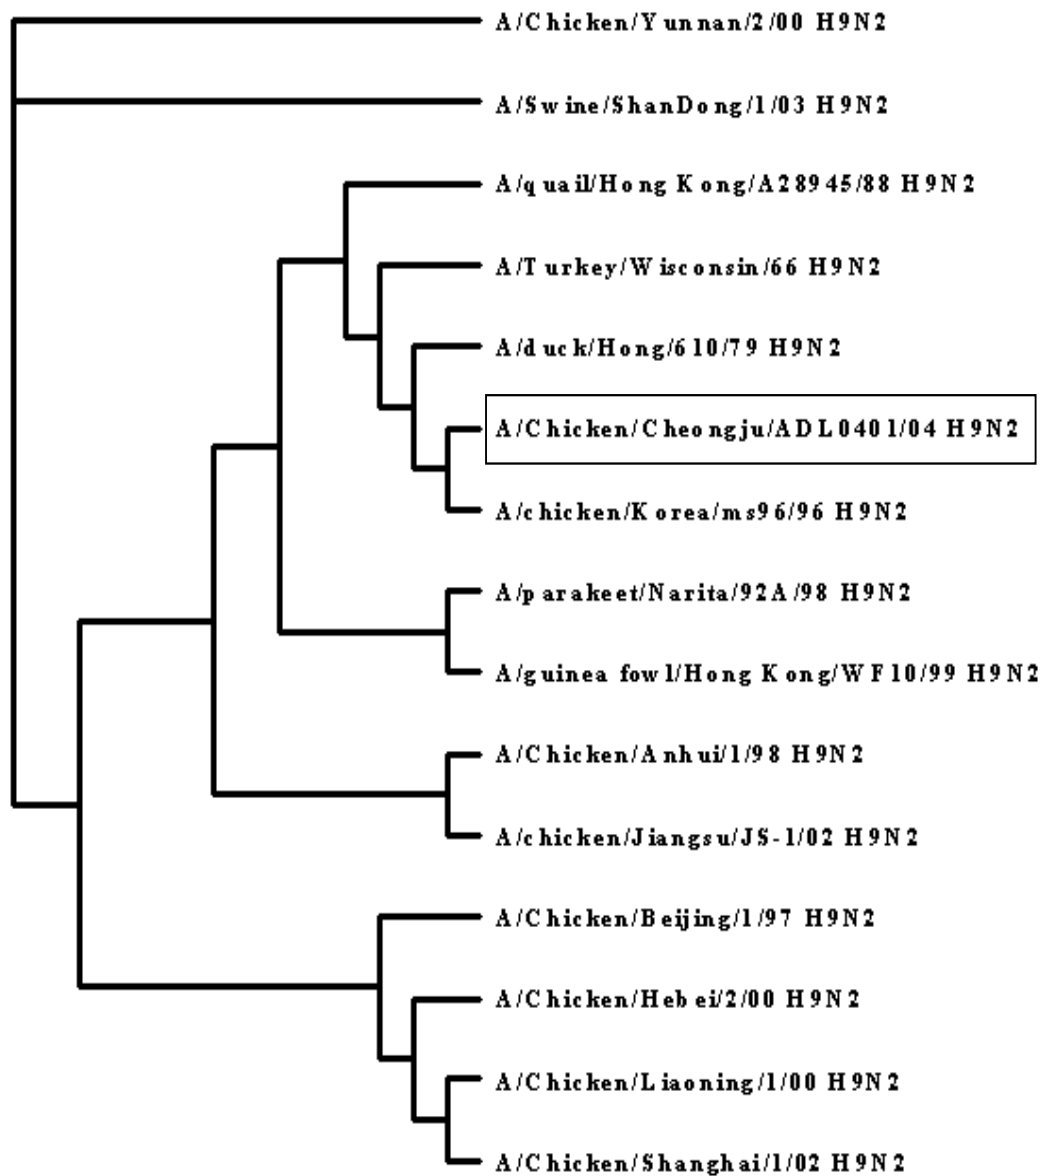 A/Chicken/Yunnan/2/00 H9N2
A/Swine/ShanDong/1/03 H9N2
A/quail/Hong Kong/A28945/88 H9N2
A/Turkey/Wisconsin/66 H9N2
A/duck/Hong/610/79 H9N2
A/Chicken/Cheongju/ADL0401/04 H9N2
A/chicken/Korea/ms96/96 H9N2
A/parakeet/Narita/92A/98 H9N2
A/guinea fowl/Hong Kong/WF10/99 H9N2
A/Chicken/Anhui/1/98 H9N2
A/chicken/Jiangsu/JS-1/02 H9N2
A/Chicken/Beijing/1/97 H9N2
A/Chicken/Hebei/2/00 H9N2
A/Chicken/Liaoning/1/00 H9N2
A/Chicken/Shanghai/1/02 H9N2